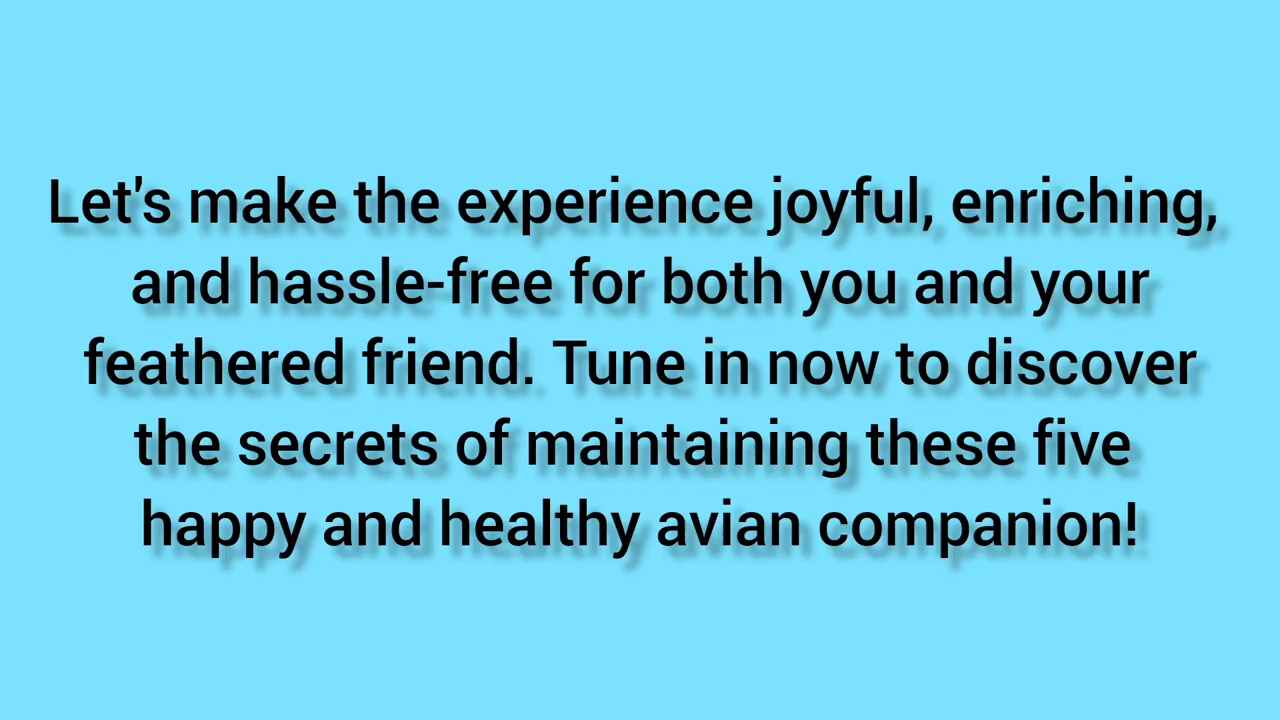 Let's make the experience joyful, enriching,
and hassle-free for both you and your
feathered friend. Tune in now to discover
the secrets of maintaining these five
happy and healthy avian companion!